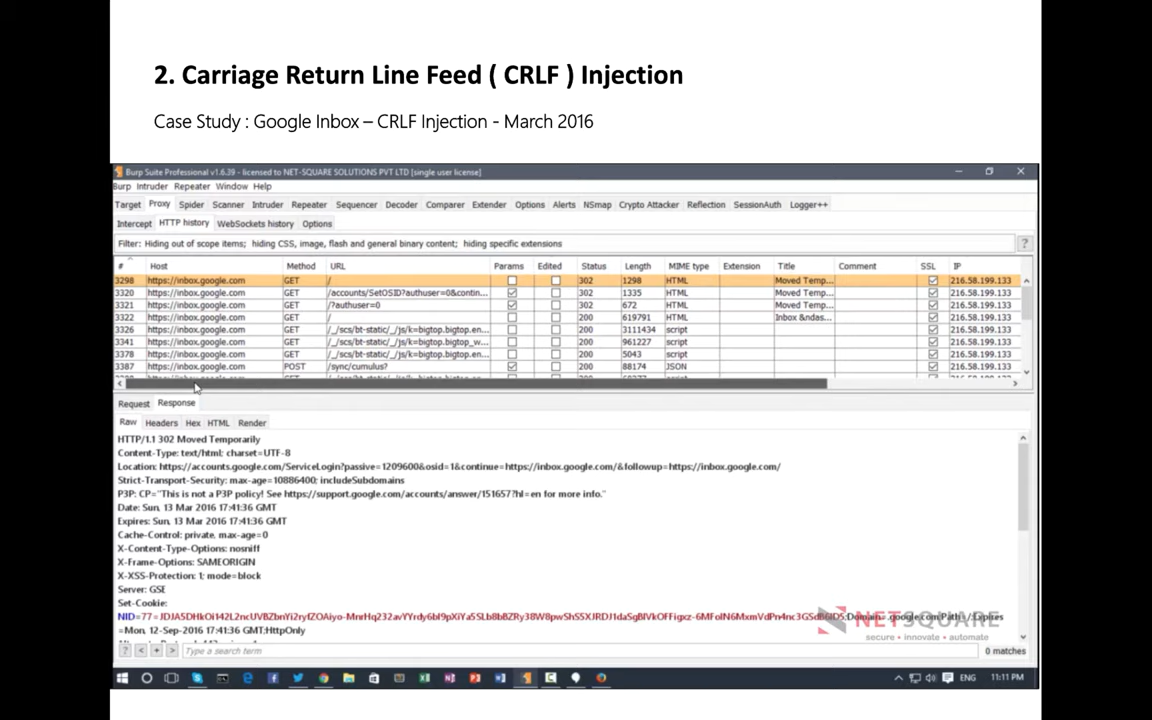 2. Carriage Return Line Feed ( CRLF ) Injection
Case Study : Google Inbox – CRLF Injection - March 2016
Burp Suite Professional v1.6.39 - licensed to NET-SQUARE SOLUTIONS PVT LTD [single user license]
Burp Intruder Repeater Window Help
Target Proxy Spider Scanner Intruder Repeater Sequencer Decoder Comparer Extender Options Alerts NSmap Crypto Attacker Reflection SessionAuth Logger++
Intercept HTTP history WebSockets history Options
Filter: Hiding out of scope items; hiding CSS, image, flash and general binary content; hiding specific extensions ?
# Host Method URL Params Edited Status Length MIME type Extension Title Comment SSL IP
3298 https://inbox.google.com GET / 302 1298 HTML Moved Temp... 216.58.199.133
3320 https://inbox.google.com GET /accounts/SetOSID?authuser=0&contin... 302 1335 HTML Moved Temp... 216.58.199.133
3321 https://inbox.google.com GET /?authuser=0 302 672 HTML Moved Temp... 216.58.199.133
3322 https://inbox.google.com GET / 200 619791 HTML Inbox &ndas... 216.58.199.133
3326 https://inbox.google.com GET /_/scs/bt-static/_/js/k=bigtop.bigtop.en... 200 3111434 script 216.58.199.133
3341 https://inbox.google.com GET /_/scs/bt-static/_/js/k=bigtop.bigtop_w... 200 961227 script 216.58.199.133
3378 https://inbox.google.com GET /_/scs/bt-static/_/js/k=bigtop.bigtop.en... 200 5043 script 216.58.199.133
3387 https://inbox.google.com POST /sync/cumulus? 200 88174 JSON 216.58.199.133
Request Response
Raw Headers Hex HTML Render
HTTP/1.1 302 Moved Temporarily
Content-Type: text/html; charset=UTF-8
Location: https://accounts.google.com/ServiceLogin?passive=1209600&osid=1&continue=https://inbox.google.com/&followup=https://inbox.google.com/
Strict-Transport-Security: max-age=10886400; includeSubdomains
P3P: CP="This is not a P3P policy! See https://support.google.com/accounts/answer/151657?hl=en for more info."
Date: Sun, 13 Mar 2016 17:41:36 GMT
Expires: Sun, 13 Mar 2016 17:41:36 GMT
Cache-Control: private, max-age=0
X-Content-Type-Options: nosniff
X-Frame-Options: SAMEORIGIN
X-XSS-Protection: 1; mode=block
Server: GSE
Set-Cookie:
NETSQUARE
=Mon, 12-Sep-2016 17:41:36 GMT;HttpOnly
secure • innovate • automate
? < + > Type a search term 0 matches
ENG 11:11 PM